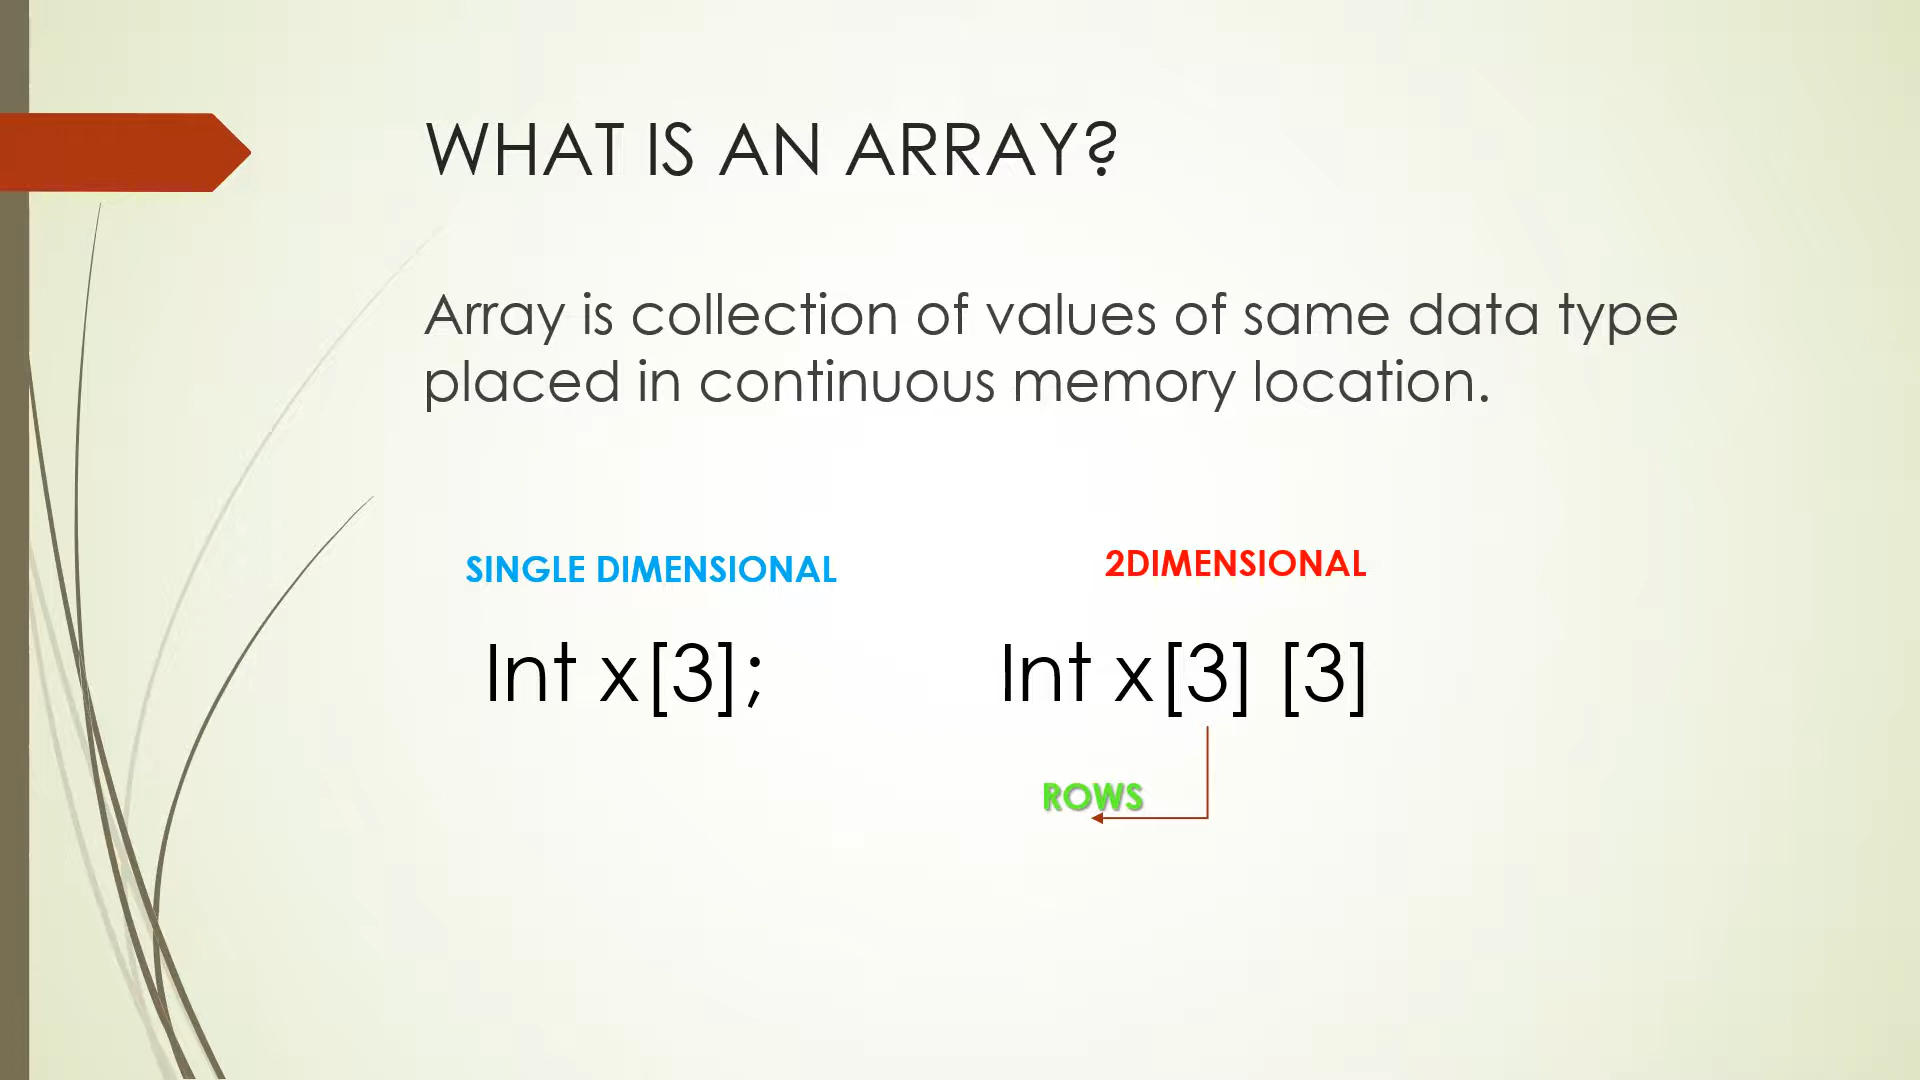 WHAT IS AN ARRAY?
Array is collection of values of same data type
placed in continuous memory location.
SINGLE DIMENSIONAL
2DIMENSIONAL
Int x[3];
Int x[3] [3]
ROWS